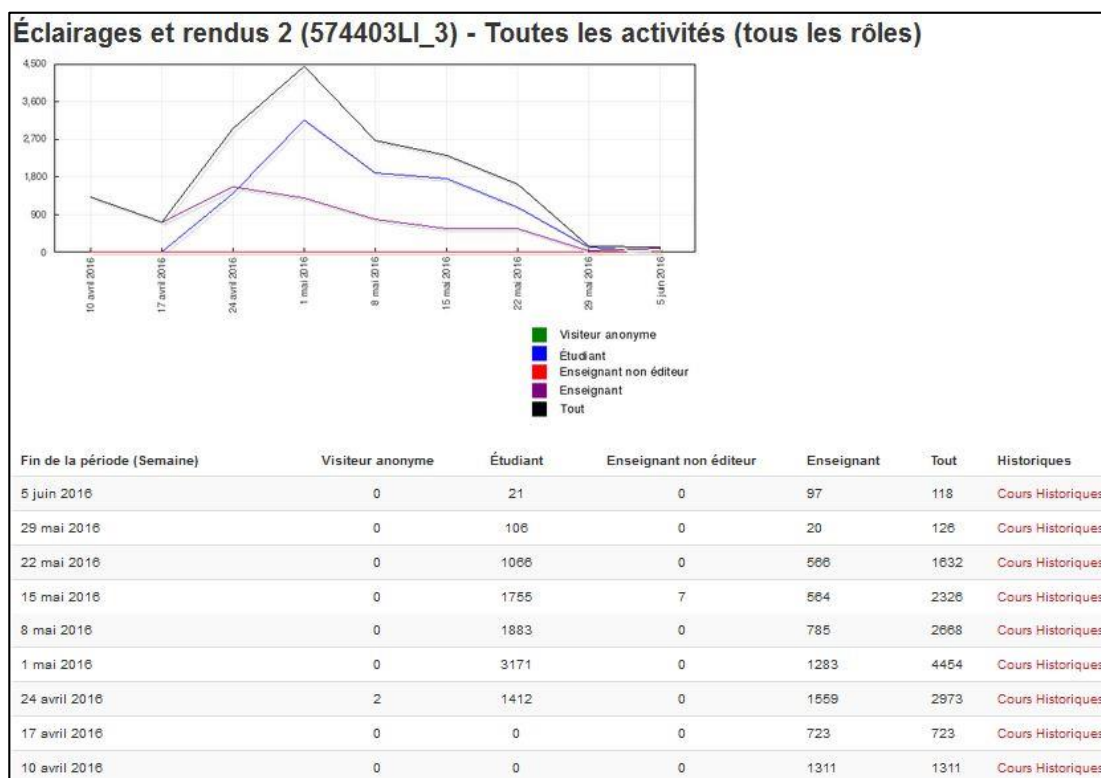 Éclairages et rendus 2 (574403LI_3) - Toutes les activités (tous les rôles)
4,500
3,600
2,700
1,800
900
0
10 avril 2016
17 avril 2016
24 avril 2016
1 mai 2016
8 mai 2016
15 mai 2016
22 mai 2016
29 mai 2016
5 juin 2016
Visiteur anonyme
Étudiant
Enseignant non éditeur
Enseignant
Tout
Fin de la période (Semaine) Visiteur anonyme Étudiant Enseignant non éditeur Enseignant Tout Historiques
5 juin 2016 0 21 0 97 118 Cours Historiques
29 mai 2016 0 106 0 20 126 Cours Historiques
22 mai 2016 0 1066 0 566 1632 Cours Historiques
15 mai 2016 0 1755 7 564 2326 Cours Historiques
8 mai 2016 0 1883 0 785 2668 Cours Historiques
1 mai 2016 0 3171 0 1283 4454 Cours Historiques
24 avril 2016 2 1412 0 1559 2973 Cours Historiques
17 avril 2016 0 0 0 723 723 Cours Historiques
10 avril 2016 0 0 0 1311 1311 Cours Historiques